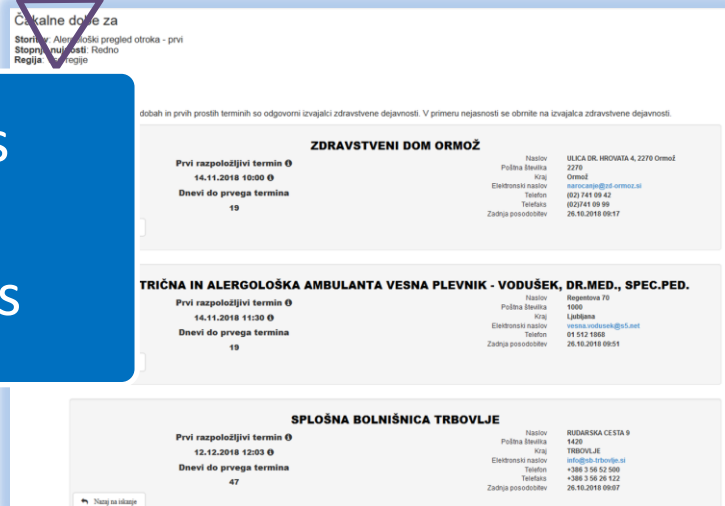 Čakalne dobe za
Storitev: Alergološki pregled otroka - prvi
Stopnja nujnosti: Redno
Regija: regije
s
s
dobah in prvih prostih terminih so odgovorni izvajalci zdravstvene dejavnosti. V primeru nejasnosti se obrnite na izvajalca zdravstvene dejavnosti.
ZDRAVSTVENI DOM ORMOŽ
Prvi razpoložljivi termin
14.11.2018 10:00
Dnevi do prvega termina
19
Naslov ULICA DR. HROVATA 4, 2270 Ormož
Poštna številka 2270
Kraj Ormož
Elektronski naslov narocanje@zd-ormoz.si
Telefon (02) 741 09 42
Telefaks (02)741 09 99
Zadnja posodobitev 26.10.2018 09:17
TRIČNA IN ALERGOLOŠKA AMBULANTA VESNA PLEVNIK - VODUŠEK, DR.MED., SPEC.PED.
Prvi razpoložljivi termin
14.11.2018 11:30
Dnevi do prvega termina
19
Naslov Regentova 70
Poštna številka 1000
Kraj Ljubljana
Elektronski naslov vesna.vodusek@s5.net
Telefon 01 512 1868
Zadnja posodobitev 26.10.2018 09:51
SPLOŠNA BOLNIŠNICA TRBOVLJE
Prvi razpoložljivi termin
12.12.2018 12:03
Dnevi do prvega termina
47
Naslov RUDARSKA CESTA 9
Poštna številka 1420
Kraj TRBOVLJE
Elektronski naslov info@sb-trbovlje.si
Telefon +386 3 56 52 500
Telefaks +386 3 56 26 122
Zadnja posodobitev 26.10.2018 09:07
Nazaj na iskanje